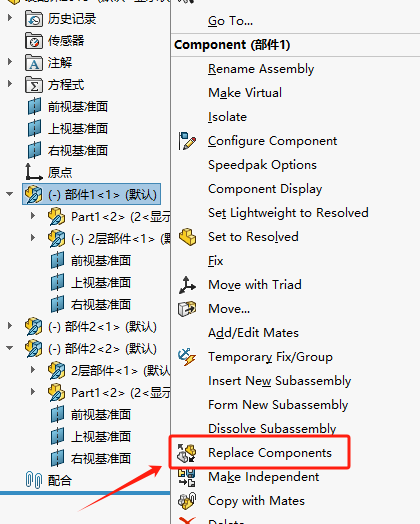 历史记录
传感器
注解
方程式
前视基准面
上视基准面
右视基准面
原点
(-) 部件1<1> (默认)
Part1<2> (2<显示
(-) 2层部件<1> (默
前视基准面
上视基准面
右视基准面
(-) 部件2<1> (默认)
(-) 部件2<2> (默认)
2层部件<1> (默认)
Part1<2> (2<显示
前视基准面
上视基准面
右视基准面
配合
Go To...
Component (部件1)
Rename Assembly
Make Virtual
Isolate
Configure Component
Speedpak Options
Component Display
Set Lightweight to Resolved
Set to Resolved
Fix
Move with Triad
Move...
Add/Edit Mates
Temporary Fix/Group
Insert New Subassembly
Form New Subassembly
Dissolve Subassembly
Replace Components
Make Independent
Copy with Mates
Delete